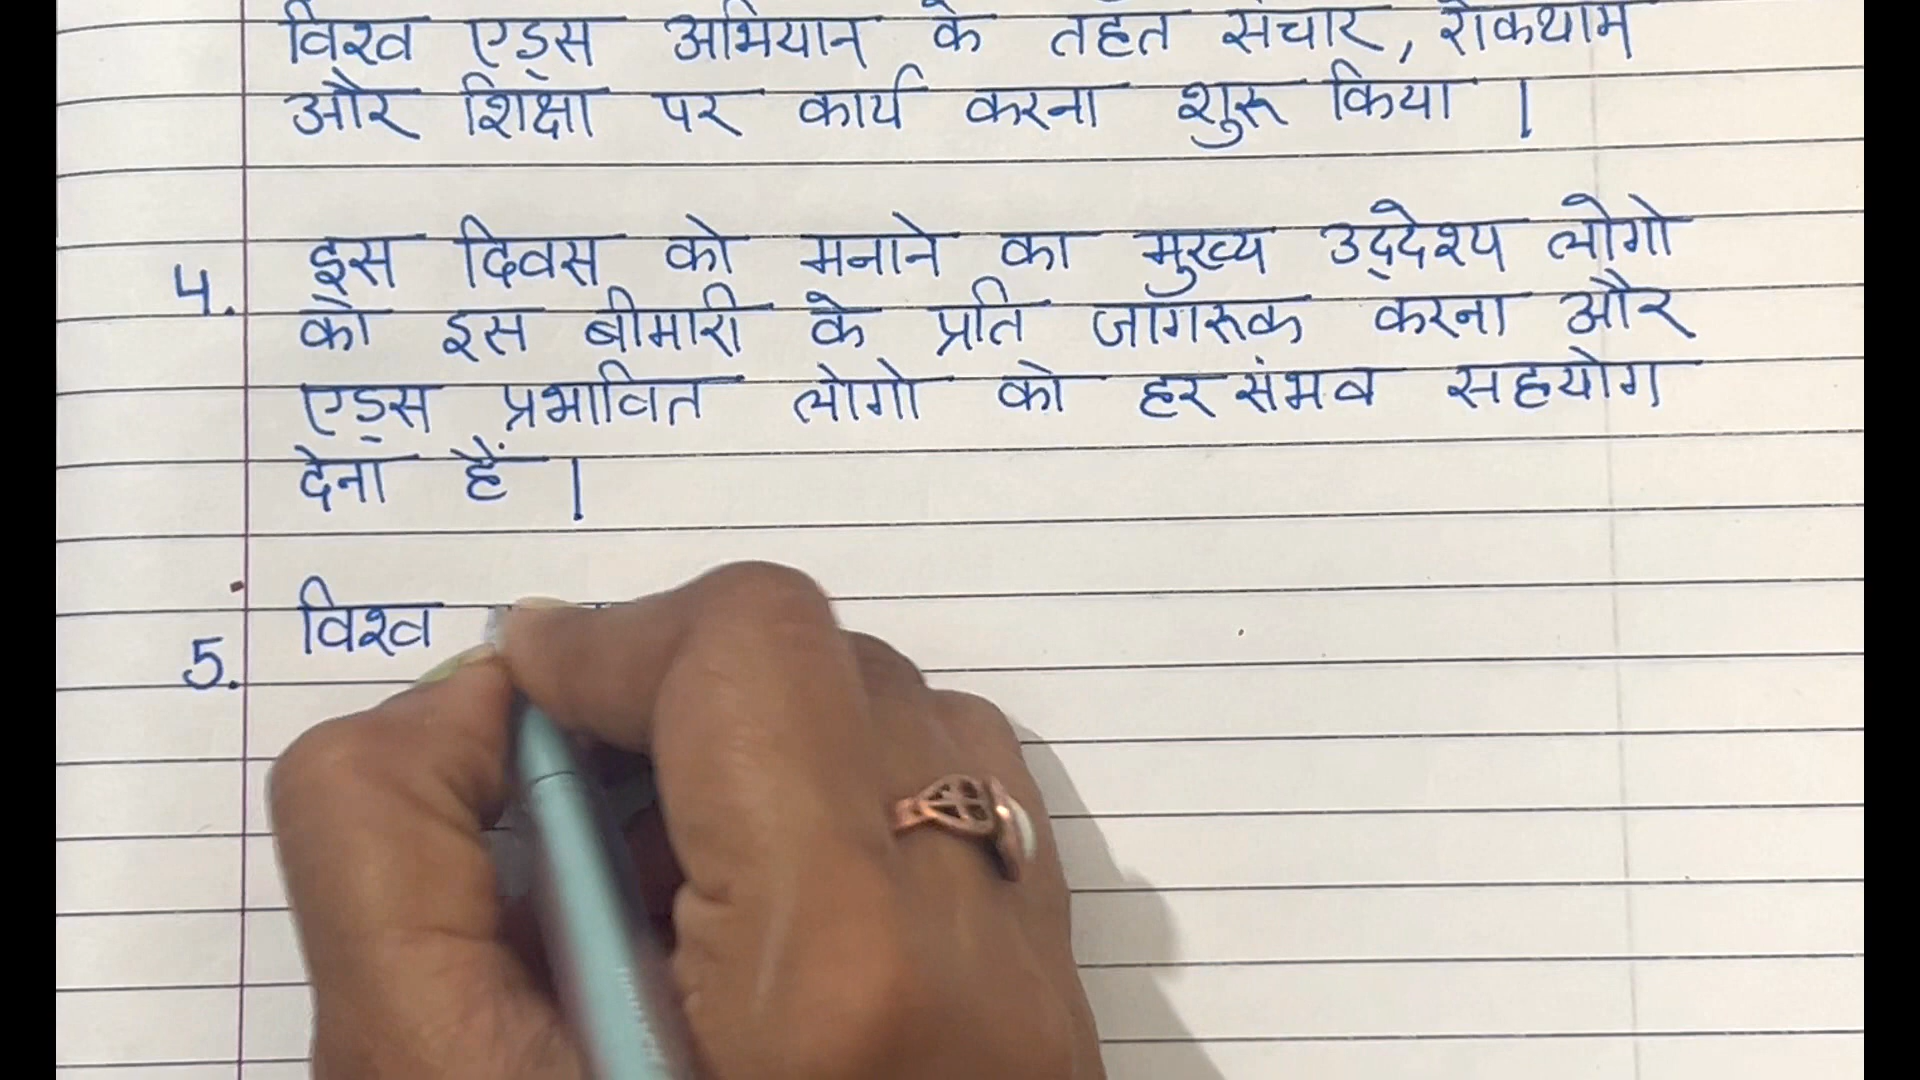 विश्व एड्स अभियान के तहत संचार, रोकथाम
और शिक्षा पर कार्य करना शुरू किया |
4. इस दिवस को मनाने का मुख्य उद्देश्य लोगो
को इस बीमारी के प्रति जागरूक करना और
एड्स प्रभावित लोगो को हर संभव सहयोग
देना हैं |
5. विश्व